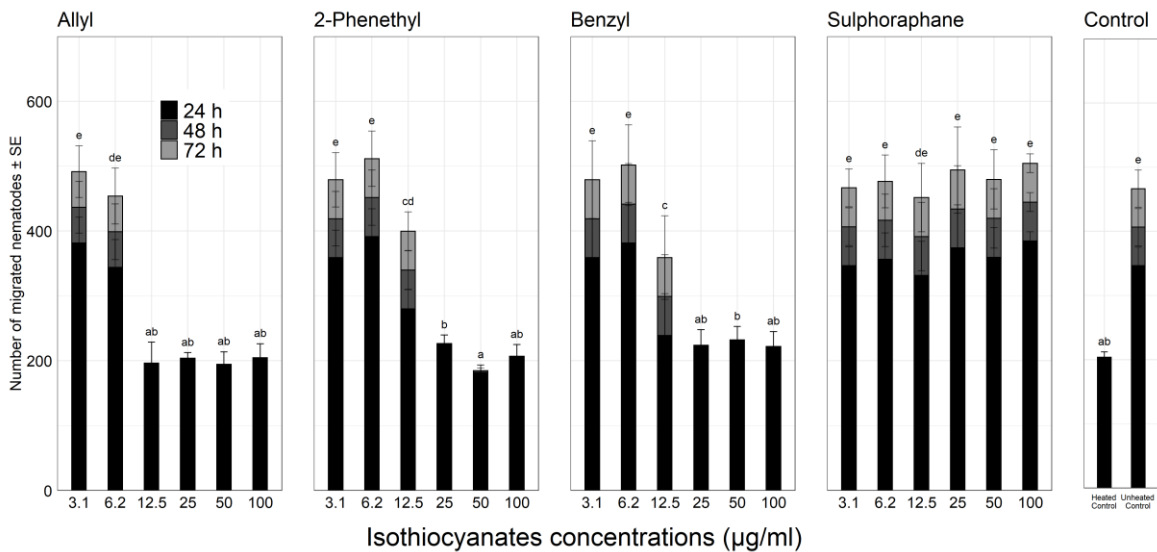 Allyl
2-Phenethyl
Benzyl
Sulphoraphane
Control
Number of migrated nematodes ± SE
600
400
200
0
24 h
48 h
72 h
e
de
ab
ab
ab
ab
e
e
cd
b
a
ab
e
e
c
ab
b
ab
e
e
de
e
e
e
ab
e
3.1 6.2 12.5 25 50 100
3.1 6.2 12.5 25 50 100
3.1 6.2 12.5 25 50 100
3.1 6.2 12.5 25 50 100
Heated
Control
Unheated
Control
Isothiocyanates concentrations (µg/ml)